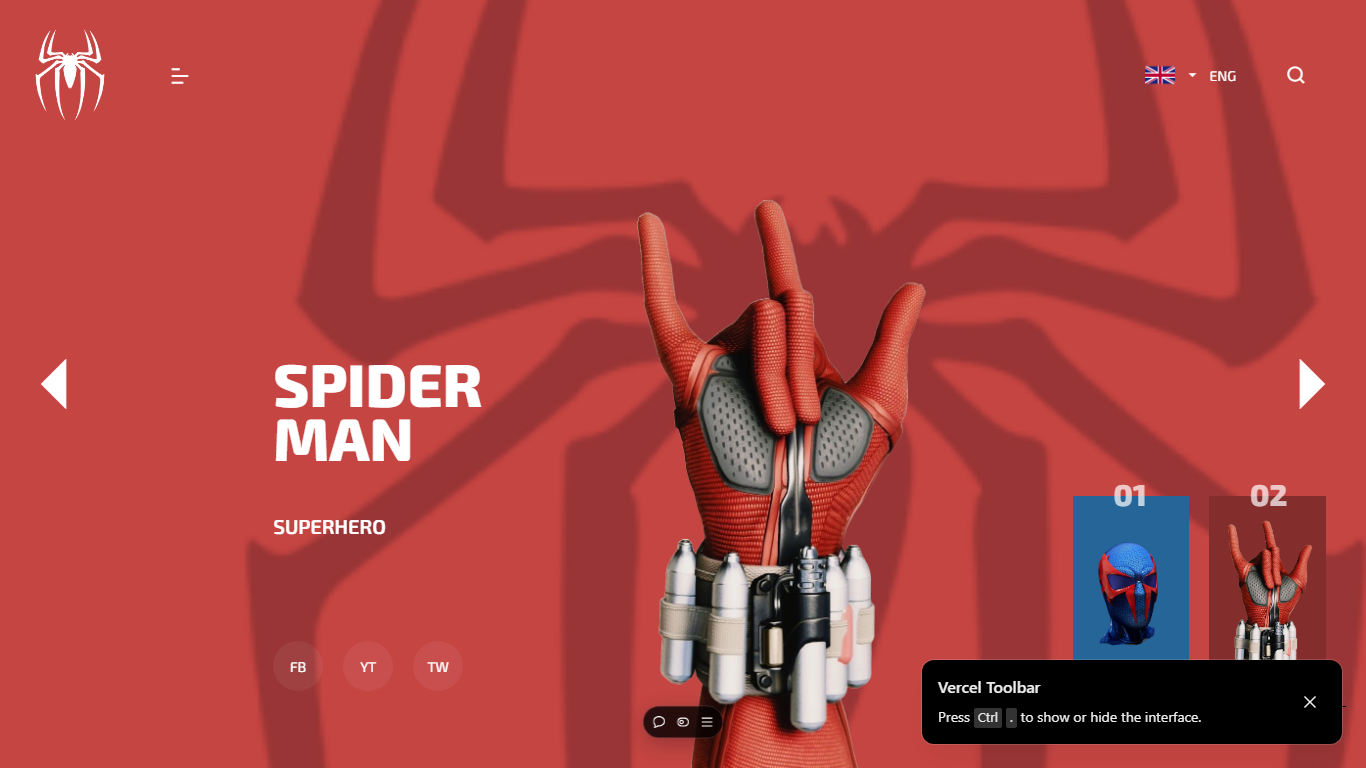 ENG
SPIDER
MAN
SUPERHERO
01
02
FB
YT
TW
Vercel Toolbar
Press Ctrl . to show or hide the interface.